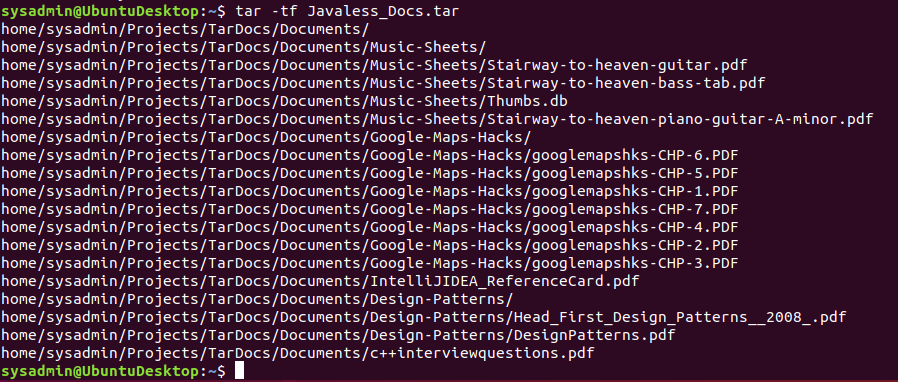 sysadmin@UbuntuDesktop:~$ tar -tf Javaless_Docs.tar
home/sysadmin/Projects/TarDocs/Documents/
home/sysadmin/Projects/TarDocs/Documents/Music-Sheets/
home/sysadmin/Projects/TarDocs/Documents/Music-Sheets/Stairway-to-heaven-guitar.pdf
home/sysadmin/Projects/TarDocs/Documents/Music-Sheets/Stairway-to-heaven-bass-tab.pdf
home/sysadmin/Projects/TarDocs/Documents/Music-Sheets/Thumbs.db
home/sysadmin/Projects/TarDocs/Documents/Music-Sheets/Stairway-to-heaven-piano-guitar-A-minor.pdf
home/sysadmin/Projects/TarDocs/Documents/Google-Maps-Hacks/
home/sysadmin/Projects/TarDocs/Documents/Google-Maps-Hacks/googlemapshks-CHP-6.PDF
home/sysadmin/Projects/TarDocs/Documents/Google-Maps-Hacks/googlemapshks-CHP-5.PDF
home/sysadmin/Projects/TarDocs/Documents/Google-Maps-Hacks/googlemapshks-CHP-1.PDF
home/sysadmin/Projects/TarDocs/Documents/Google-Maps-Hacks/googlemapshks-CHP-7.PDF
home/sysadmin/Projects/TarDocs/Documents/Google-Maps-Hacks/googlemapshks-CHP-4.PDF
home/sysadmin/Projects/TarDocs/Documents/Google-Maps-Hacks/googlemapshks-CHP-2.PDF
home/sysadmin/Projects/TarDocs/Documents/Google-Maps-Hacks/googlemapshks-CHP-3.PDF
home/sysadmin/Projects/TarDocs/Documents/IntelliJIDEA_ReferenceCard.pdf
home/sysadmin/Projects/TarDocs/Documents/Design-Patterns/
home/sysadmin/Projects/TarDocs/Documents/Design-Patterns/Head_First_Design_Patterns__2008_.pdf
home/sysadmin/Projects/TarDocs/Documents/Design-Patterns/DesignPatterns.pdf
home/sysadmin/Projects/TarDocs/Documents/c++interviewquestions.pdf
sysadmin@UbuntuDesktop:~$